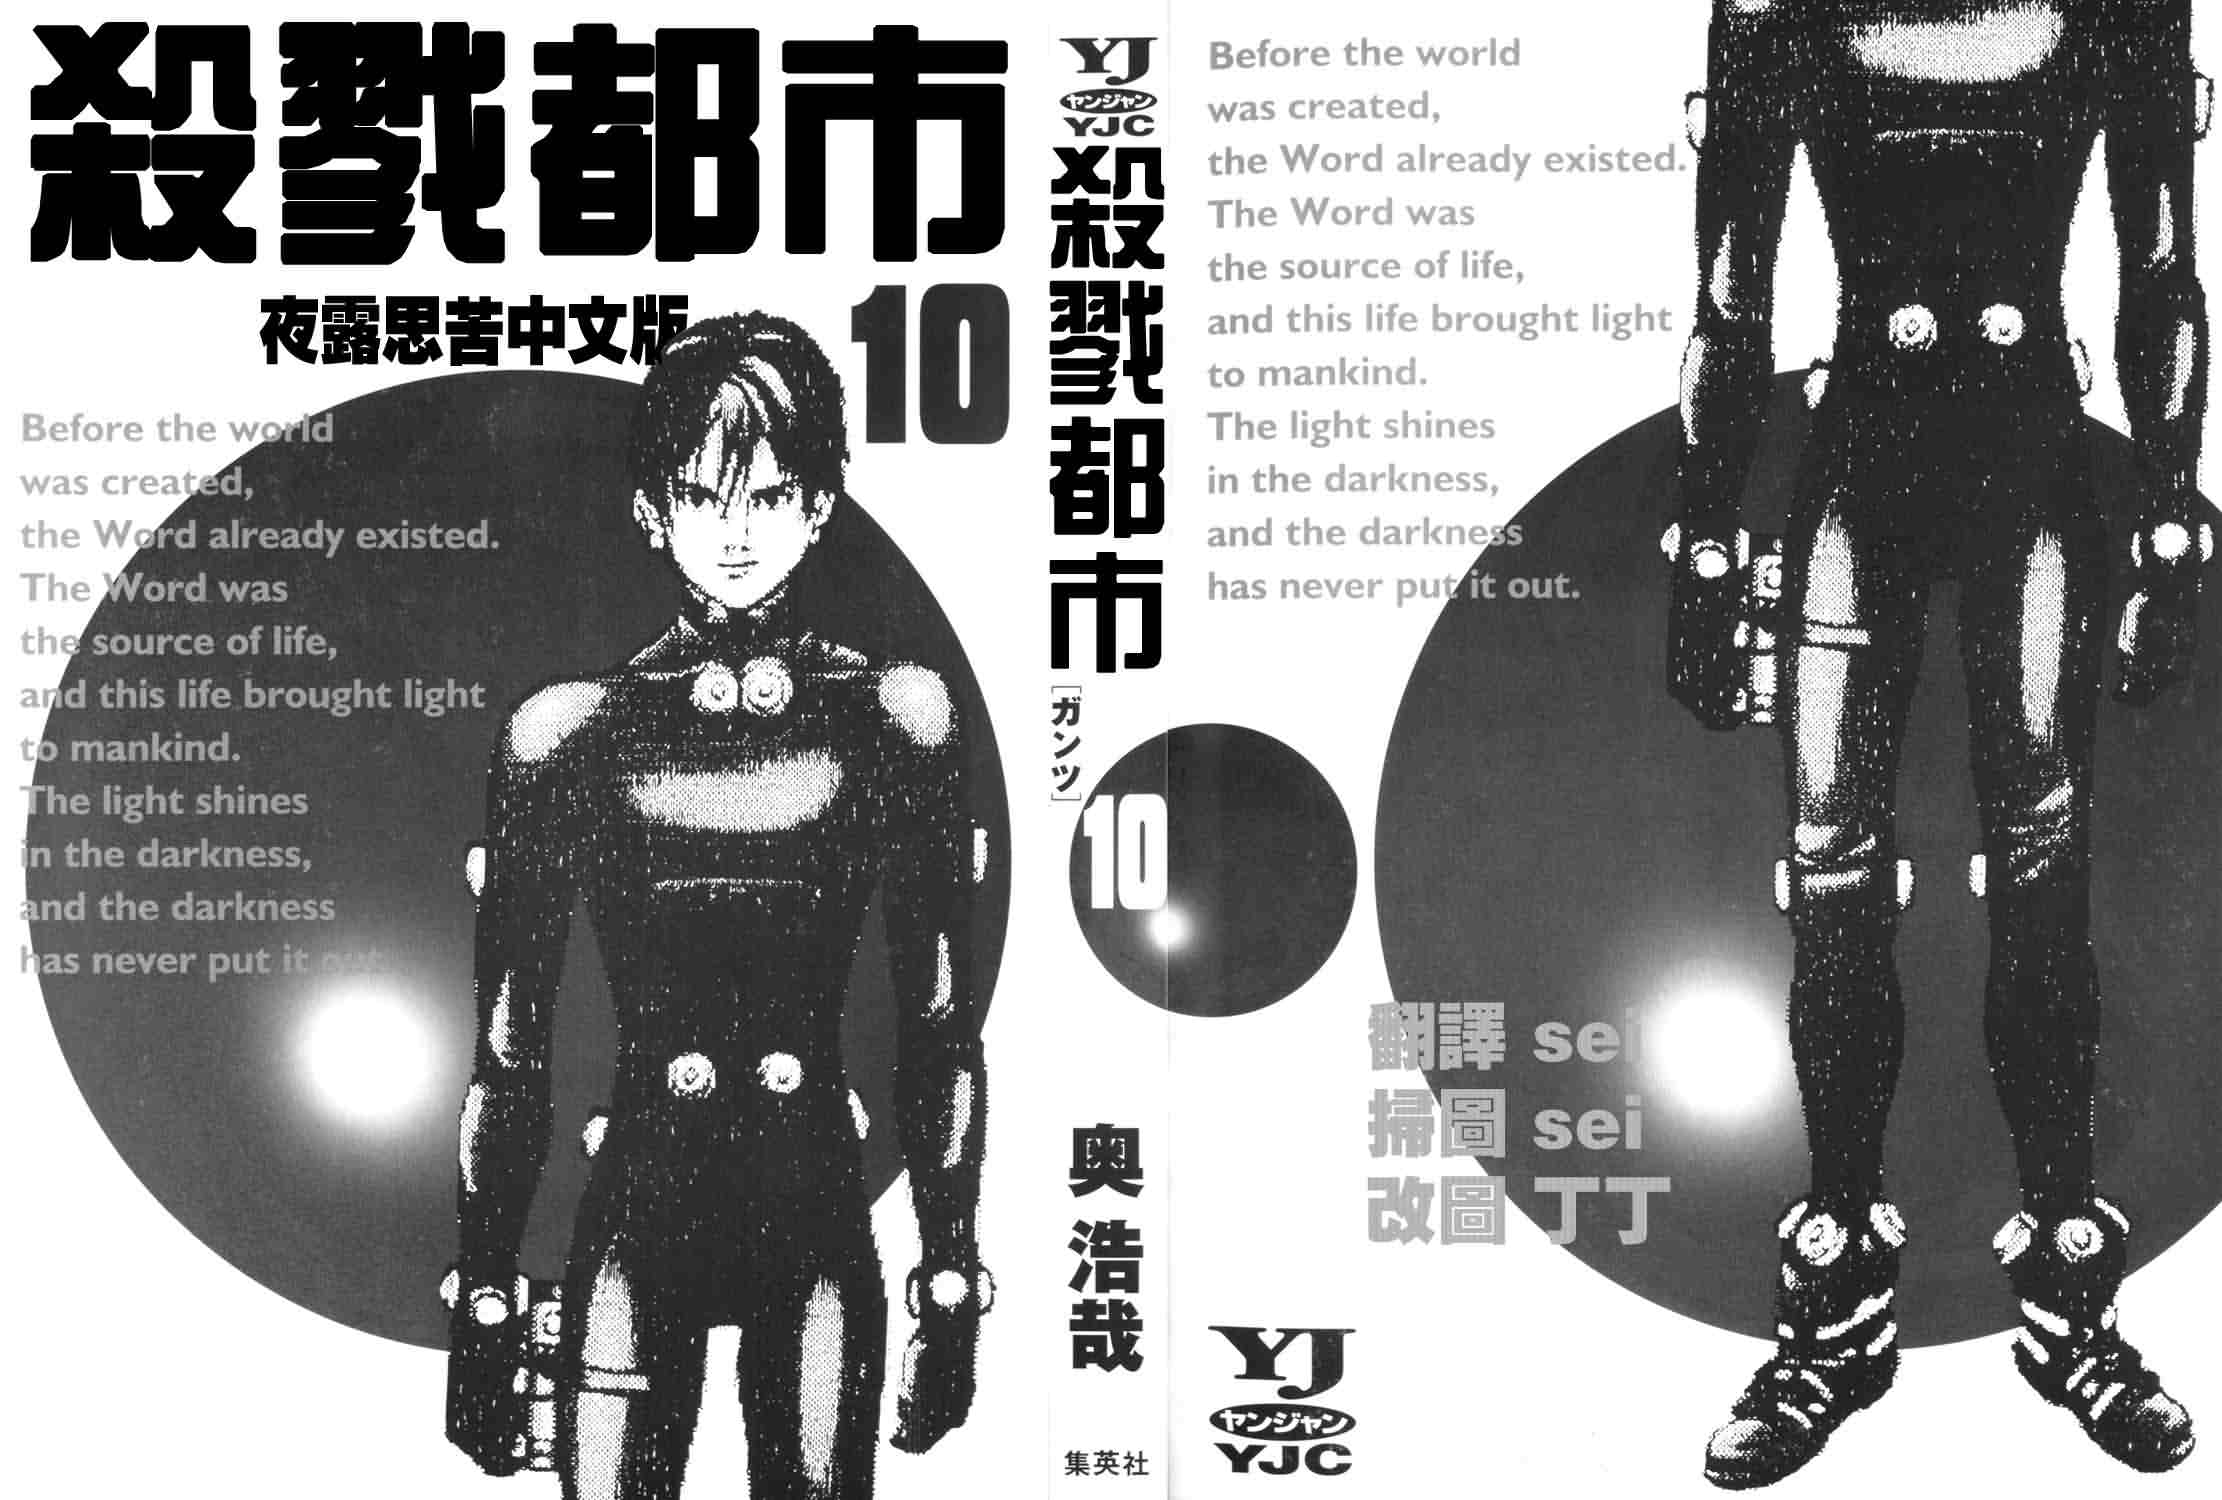 殺戮都市
10
夜露思苦中文版
Before the world
was created,
the Word already existed.
The Word was
the source of life,
and this life brought light
to mankind.
The light shines
in the darkness,
and the darkness
has never put it out.
YJ
ヤンジャン
YJC
殺戮都市
[ガンツ]
10
奥 浩哉
集英社
Before the world
was created,
the Word already existed.
The Word was
the source of life,
and this life brought light
to mankind.
The light shines
in the darkness,
and the darkness
has never put it out.
翻譯 sei
掃圖 sei
改圖 丁丁
YJ
ヤンジャン
YJC